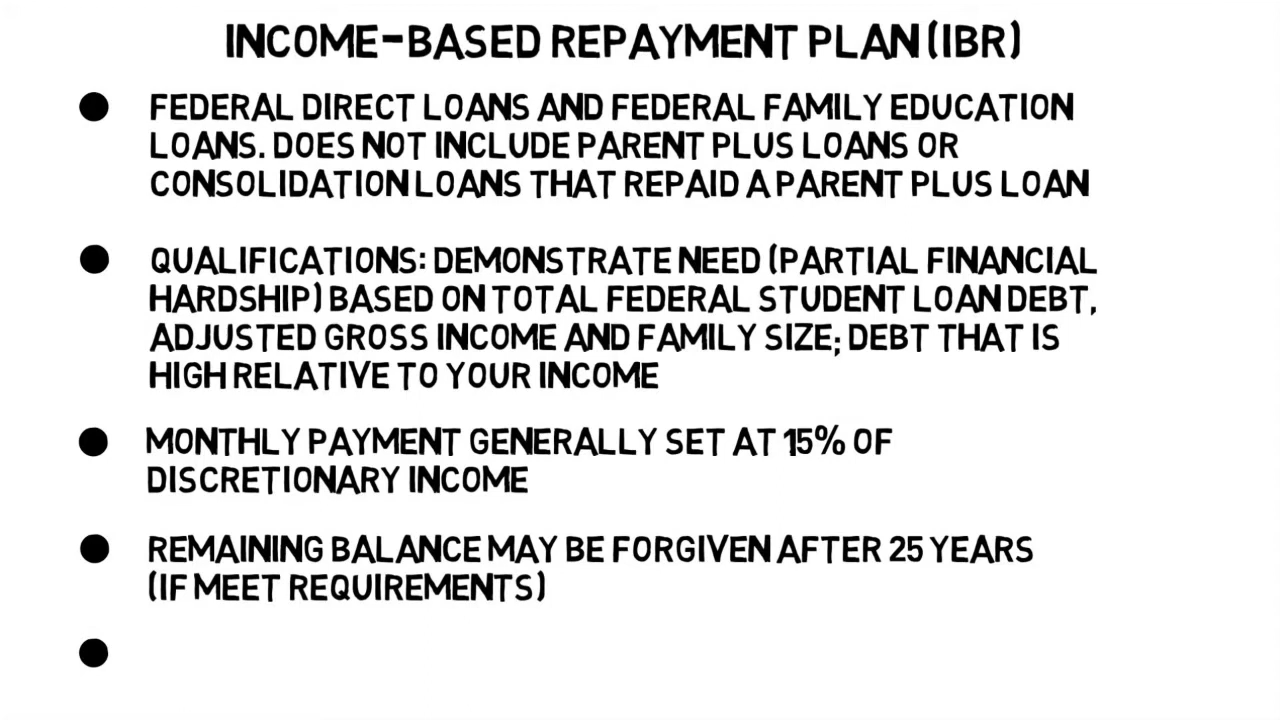 INCOME-BASED REPAYMENT PLAN (IBR)
● FEDERAL DIRECT LOANS AND FEDERAL FAMILY EDUCATION
LOANS. DOES NOT INCLUDE PARENT PLUS LOANS OR
CONSOLIDATION LOANS THAT REPAID A PARENT PLUS LOAN
● QUALIFICATIONS: DEMONSTRATE NEED (PARTIAL FINANCIAL
HARDSHIP) BASED ON TOTAL FEDERAL STUDENT LOAN DEBT,
ADJUSTED GROSS INCOME AND FAMILY SIZE; DEBT THAT IS
HIGH RELATIVE TO YOUR INCOME
● MONTHLY PAYMENT GENERALLY SET AT 15% OF
DISCRETIONARY INCOME
● REMAINING BALANCE MAY BE FORGIVEN AFTER 25 YEARS
(IF MEET REQUIREMENTS)
●